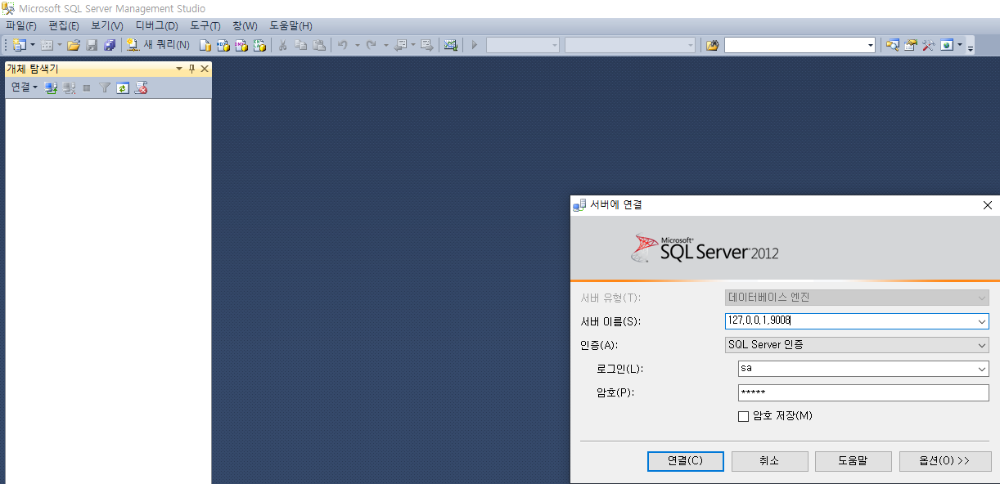 Microsoft SQL Server Management Studio
파일(F) 편집(E) 보기(V) 디버그(D) 도구(T) 창(W) 도움말(H)
새 쿼리(N)
개체 탐색기
연결
서버에 연결
Microsoft
SQL Server 2012
서버 유형(T): 데이터베이스 엔진
서버 이름(S): 127.0.0.1,9008
인증(A): SQL Server 인증
로그인(L): sa
암호(P): *****
암호 저장(M)
연결(C) 취소 도움말 옵션(O) >>